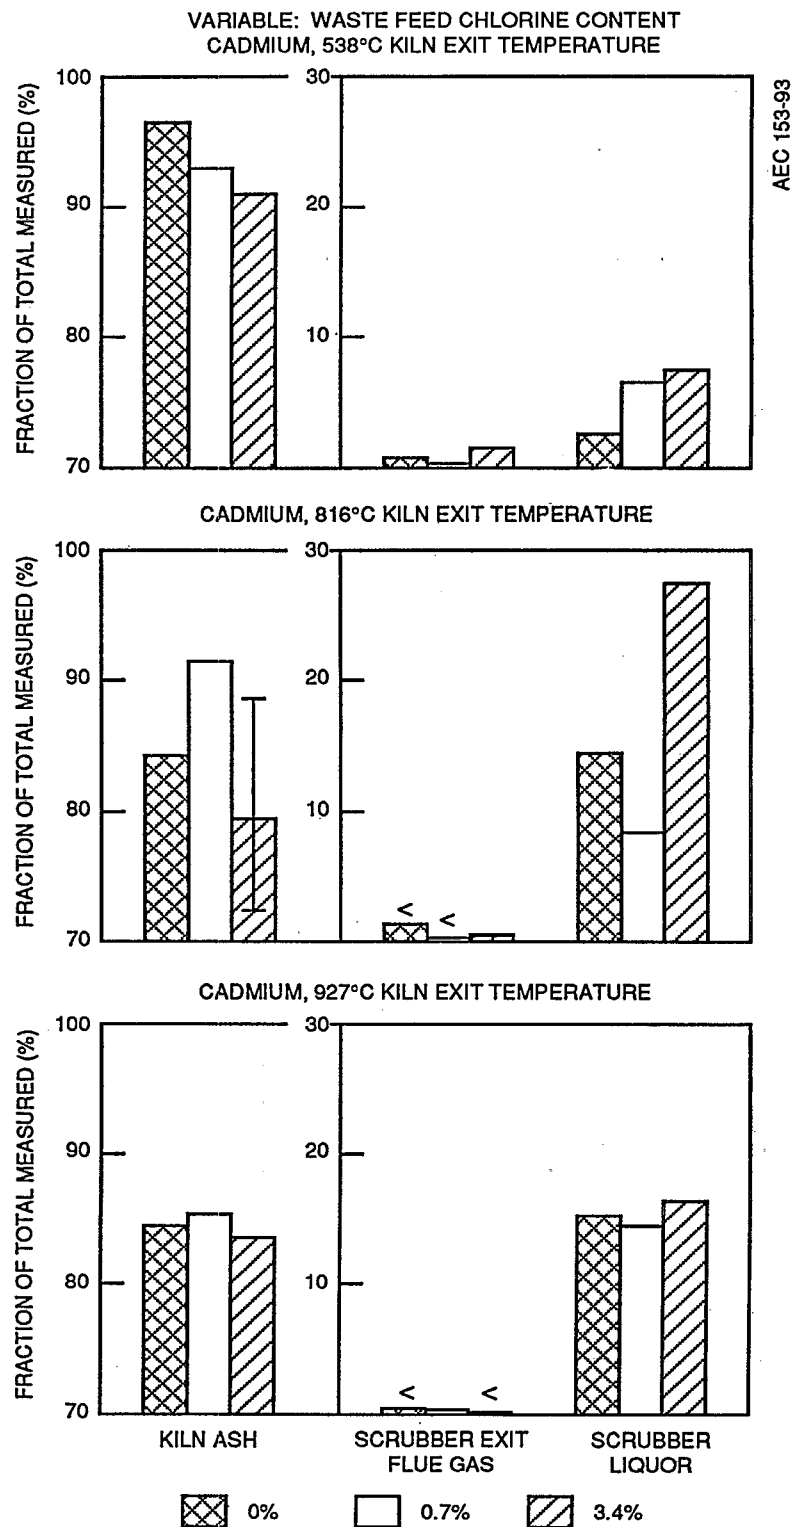 VARIABLE: WASTE FEED CHLORINE CONTENT
CADMIUM, 538°C KILN EXIT TEMPERATURE
AEC 153-93
FRACTION OF TOTAL MEASURED (%)
100
90
80
70
30
20
10
CADMIUM, 816°C KILN EXIT TEMPERATURE
FRACTION OF TOTAL MEASURED (%)
100
90
80
70
30
20
10
<
<
CADMIUM, 927°C KILN EXIT TEMPERATURE
FRACTION OF TOTAL MEASURED (%)
100
90
80
70
30
20
10
<
<
KILN ASH
SCRUBBER EXIT
FLUE GAS
SCRUBBER
LIQUOR
0%
0.7%
3.4%